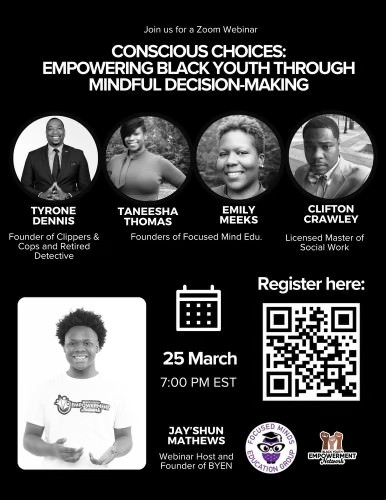 Join us for a Zoom Webinar
CONSCIOUS CHOICES:
EMPOWERING BLACK YOUTH THROUGH
MINDFUL DECISION-MAKING
TYRONE
DENNIS
Founder of Clippers &
Cops and Retired
Detective
TANEESHA
THOMAS
EMILY
MEEKS
Founders of Focused Mind Edu.
CLIFTON
CRAWLEY
Licensed Master of
Social Work
Register here:
25 March
7:00 PM EST
JAY'SHUN
MATHEWS
Webinar Host and
Founder of BYEN
FOCUSED MINDS
EDUCATION GROUP
EMPOWERMENT
Network